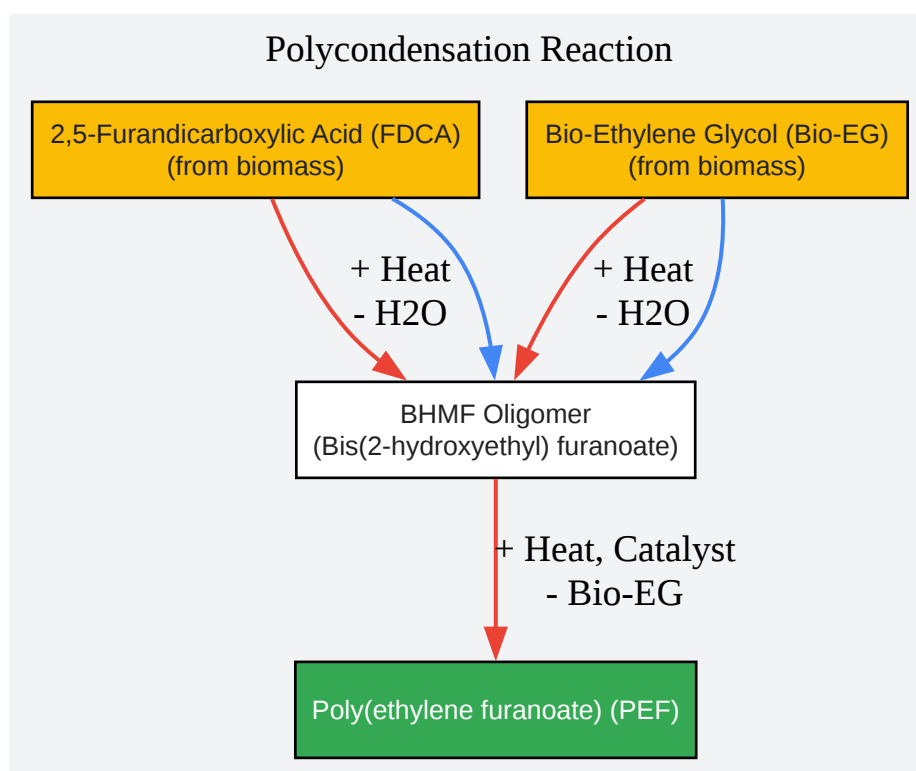 Polycondensation Reaction
2,5-Furandicarboxylic Acid (FDCA)
(from biomass)
Bio-Ethylene Glycol (Bio-EG)
(from biomass)
+ Heat
- H2O
+ Heat
- H2O
BHMF Oligomer
(Bis(2-hydroxyethyl) furanoate)
+ Heat, Catalyst
- Bio-EG
Poly(ethylene furanoate) (PEF)